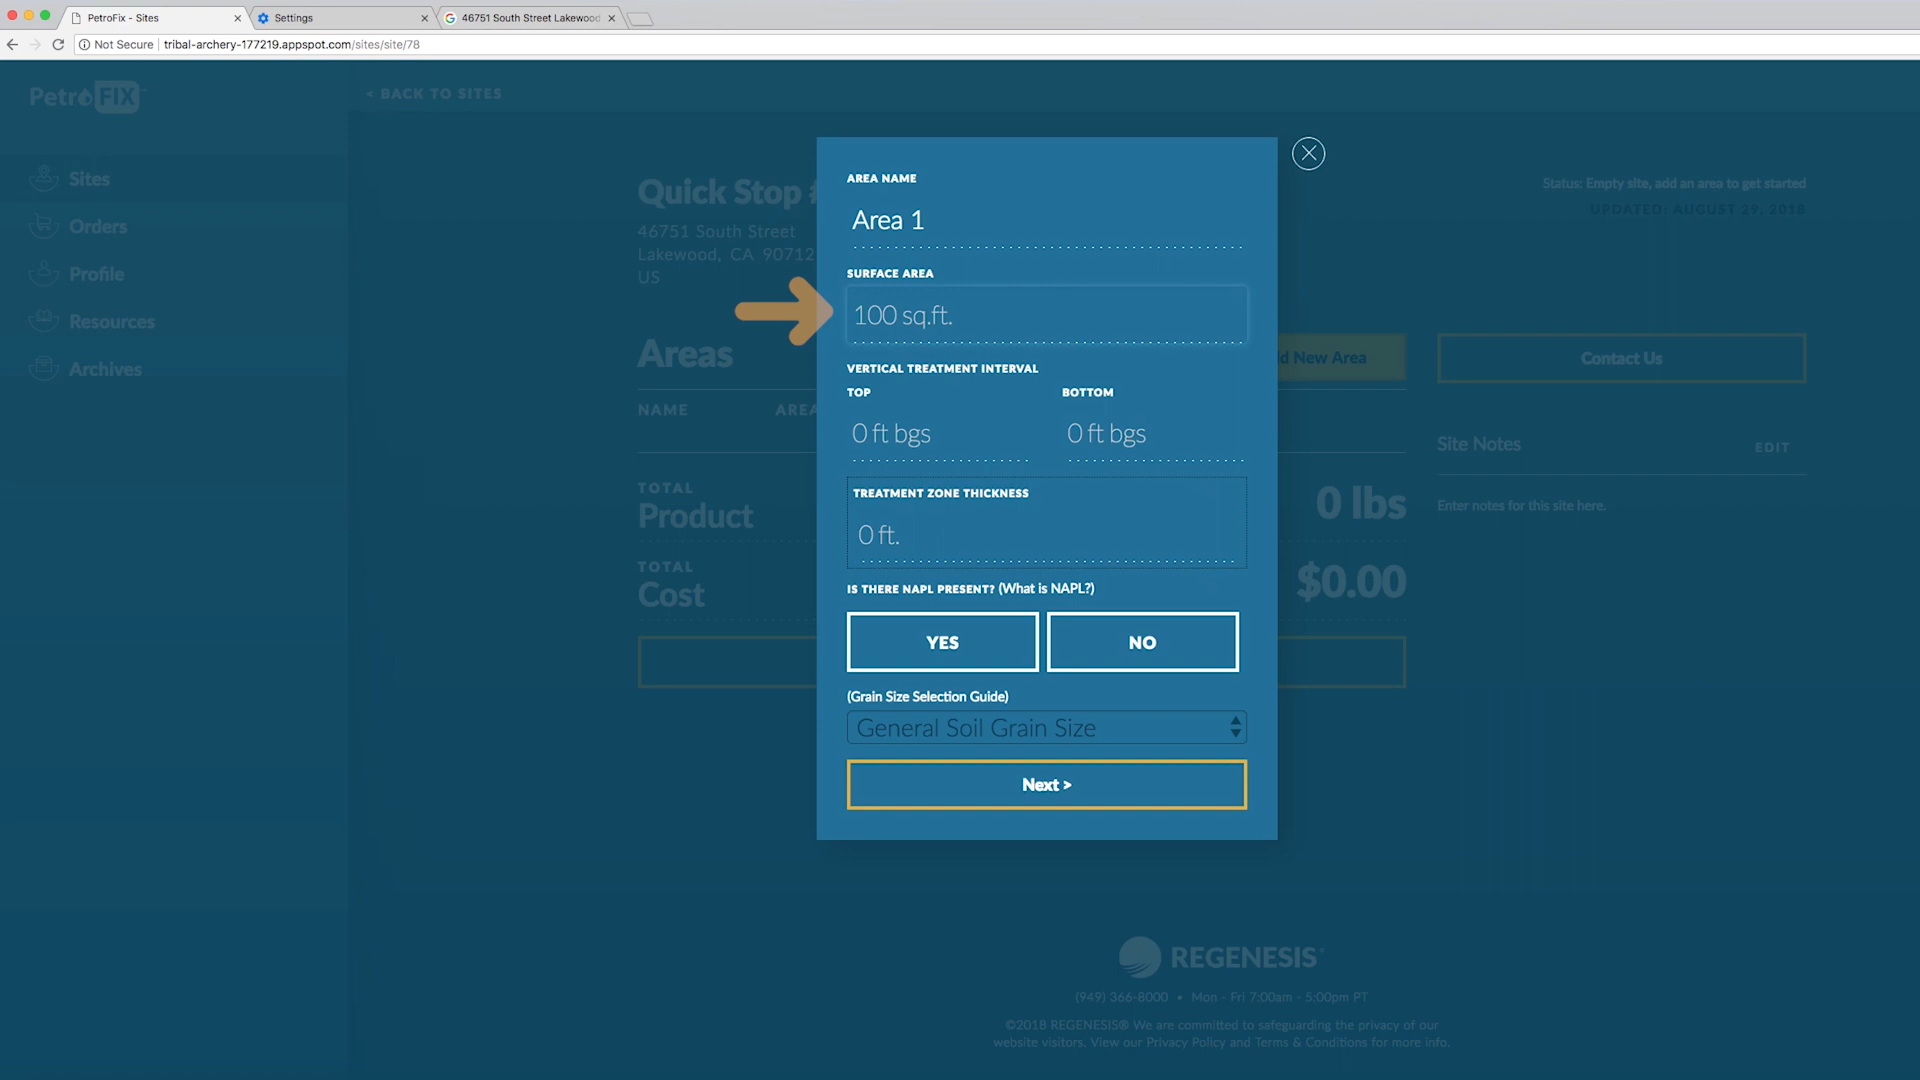 PetroFix - Sites
Settings
46751 South Street Lakewood
Not Secure | tribal-archery-177219.appspot.com/sites/site/78
PetroFIX
< BACK TO SITES
Sites
Orders
Profile
Resources
Archives
Quick Stop
46751 South Street
Lakewood, CA 90712
US
Status: Empty site, add an area to get started
UPDATED: AUGUST 29, 2018
Areas
d New Area
Contact Us
NAME
AREA
TOTAL
Product
0 lbs
TOTAL
Cost
$0.00
Site Notes
EDIT
Enter notes for this site here.
AREA NAME
Area 1
SURFACE AREA
100 sq.ft.
VERTICAL TREATMENT INTERVAL
TOP
BOTTOM
0 ft bgs
0 ft bgs
TREATMENT ZONE THICKNESS
0 ft.
IS THERE NAPL PRESENT? (What is NAPL?)
YES
NO
(Grain Size Selection Guide)
General Soil Grain Size
Next >
REGENESIS
(949) 366-8000 • Mon - Fri 7:00am - 5:00pm PT
©2018 REGENESIS® We are committed to safeguarding the privacy of our
website visitors. View our Privacy Policy and Terms & Conditions for more info.